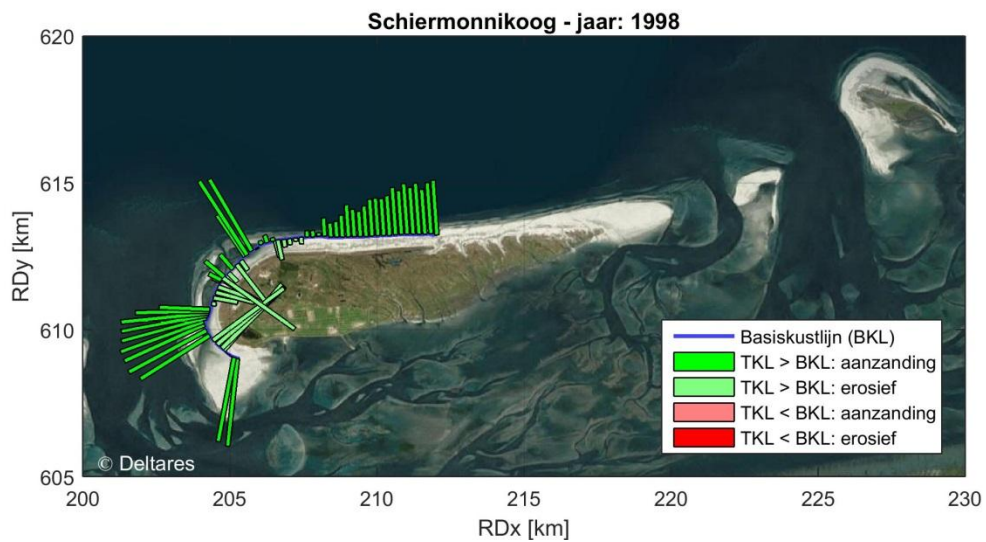 Schiermonnikoog - jaar: 1998
620
615
610
605
RDy [km]
200
205
210
215
220
225
230
RDx [km]
Basiskustlijn (BKL)
TKL > BKL: aanzanding
TKL > BKL: erosief
TKL < BKL: aanzanding
TKL < BKL: erosief
© Deltares